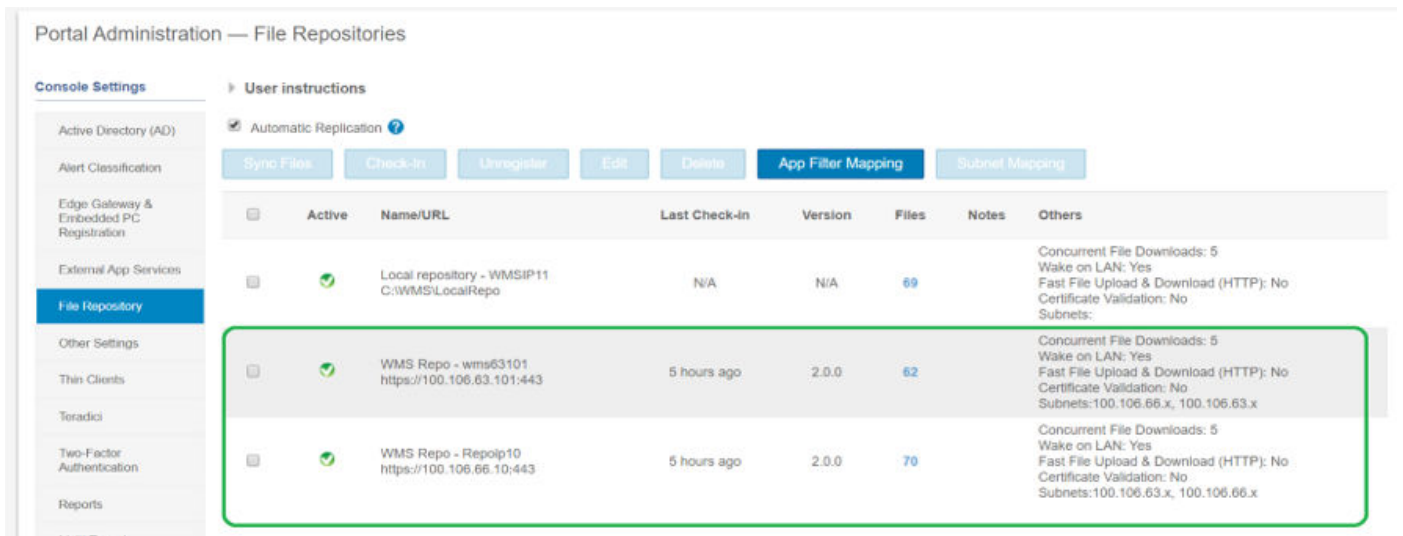 Portal Administration — File Repositories
Console Settings
Active Directory (AD)
Alert Classification
Edge Gateway &
Embedded PC
Registration
External App Services
File Repository
Other Settings
Thin Clients
Teradici
Two-Factor
Authentication
Reports
User instructions
Automatic Replication ?
Sync Files Check-In Unregister Edit Delete App Filter Mapping Subnet Mapping
Active Name/URL Last Check-in Version Files Notes Others
Local repository - WMSIP11
C:\WMS\LocalRepo
N/A N/A 69
Concurrent File Downloads: 5
Wake on LAN: Yes
Fast File Upload & Download (HTTP): No
Certificate Validation: No
Subnets:
WMS Repo - wms63101
https://100.106.63.101:443
5 hours ago 2.0.0 62
Concurrent File Downloads: 5
Wake on LAN: Yes
Fast File Upload & Download (HTTP): No
Certificate Validation: No
Subnets:100.106.66.x, 100.106.63.x
WMS Repo - Repoip10
https://100.106.66.10:443
5 hours ago 2.0.0 70
Concurrent File Downloads: 5
Wake on LAN: Yes
Fast File Upload & Download (HTTP): No
Certificate Validation: No
Subnets:100.106.63.x, 100.106.66.x